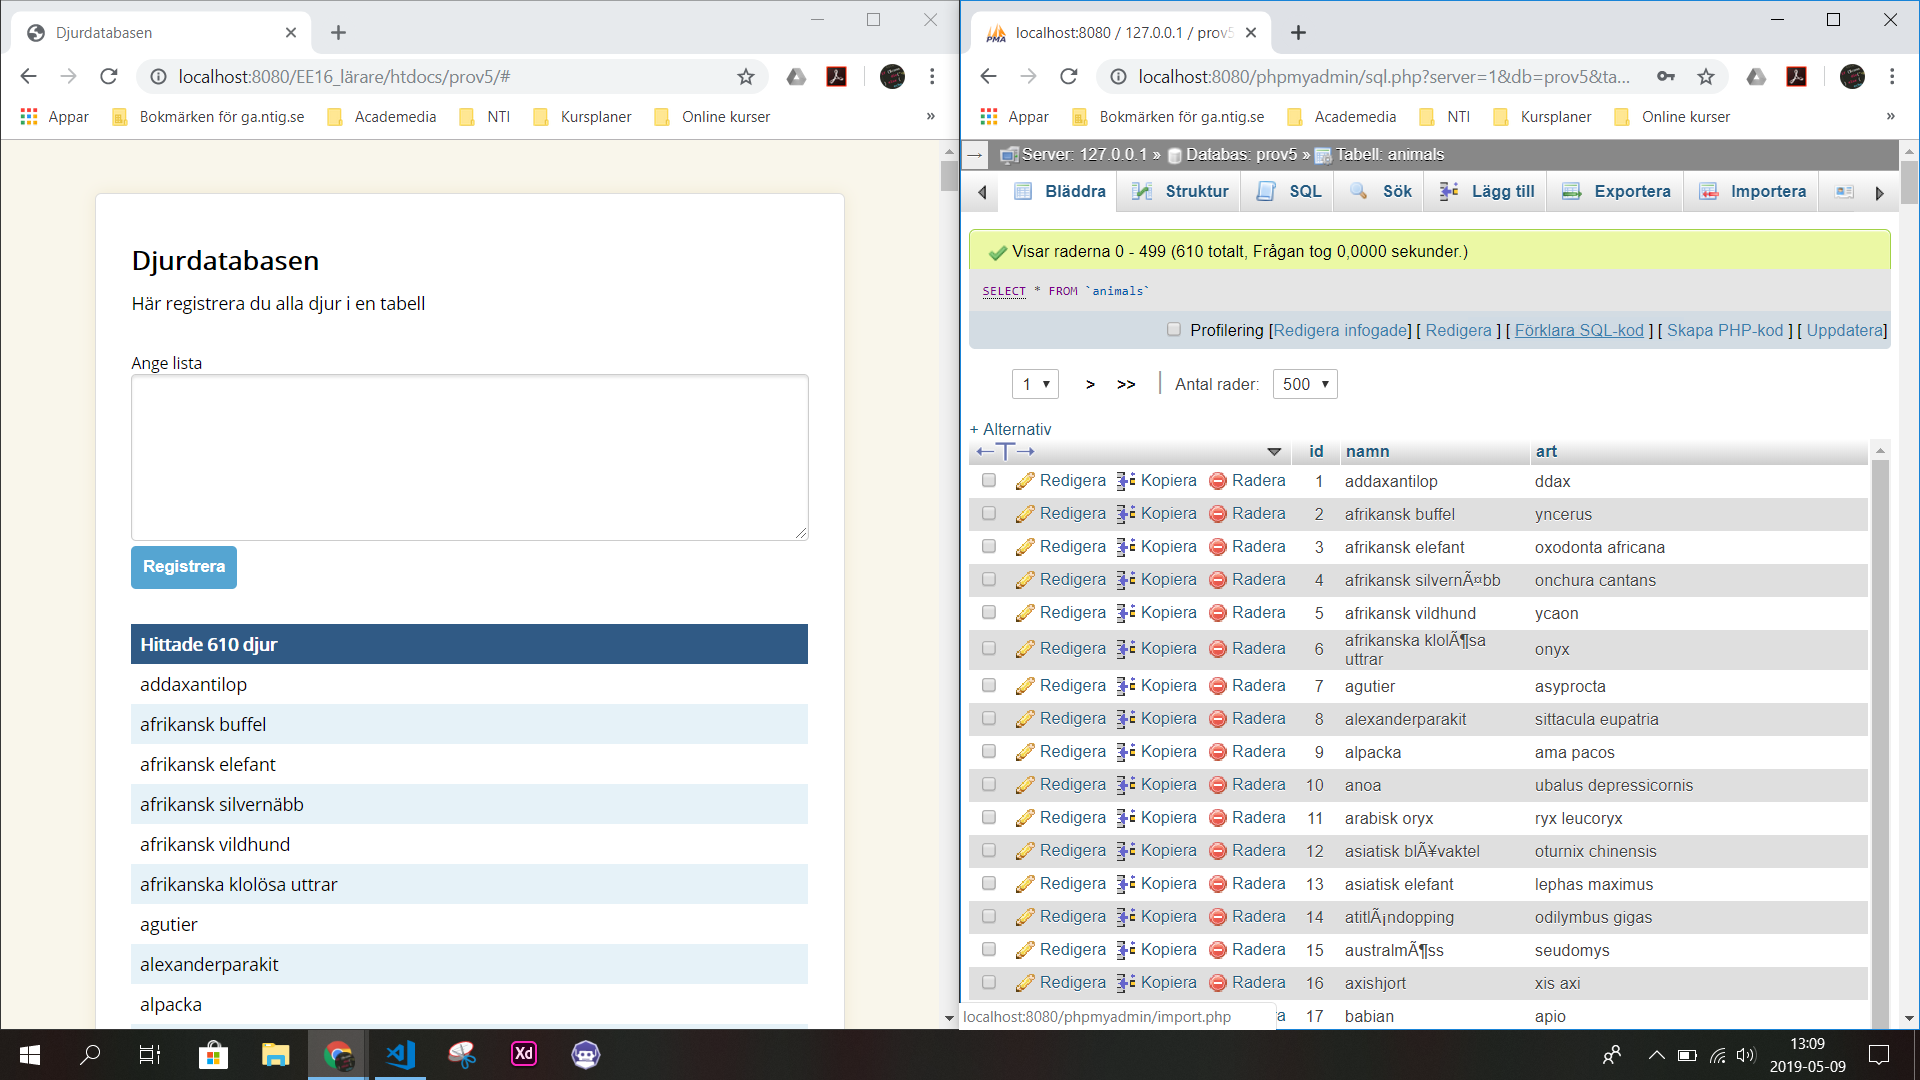 Djurdatabasen
localhost:8080/EE16_lärare/htdocs/prov5/#
Appar
Bokmärken för ga.ntig.se
Academedia
NTI
Kursplaner
Online kurser
»
Djurdatabasen
Här registrera du alla djur i en tabell
Ange lista
Registrera
Hittade 610 djur
addaxantilop
afrikansk buffel
afrikansk elefant
afrikansk silvernäbb
afrikansk vildhund
afrikanska klolösa uttrar
agutier
alexanderparakit
alpacka
localhost:8080 / 127.0.0.1 / prov5
localhost:8080/phpmyadmin/sql.php?server=1&db=prov5&ta...
Appar
Bokmärken för ga.ntig.se
Academedia
NTI
Kursplaner
Online kurser
»
Server: 127.0.0.1 » Databas: prov5 » Tabell: animals
Bläddra
Struktur
SQL
Sök
Lägg till
Exportera
Importera
Visar raderna 0 - 499 (610 totalt, Frågan tog 0,0000 sekunder.)
SELECT * FROM `animals`
Profilering [Redigera infogade] [ Redigera ] [ Förklara SQL-kod ] [ Skapa PHP-kod ] [ Uppdatera]
1 > >> | Antal rader: 500
+ Alternativ
←T→ id namn art
Redigera Kopiera Radera 1 addaxantilop ddax
Redigera Kopiera Radera 2 afrikansk buffel yncerus
Redigera Kopiera Radera 3 afrikansk elefant oxodonta africana
Redigera Kopiera Radera 4 afrikansk silvernÃ¤bb onchura cantans
Redigera Kopiera Radera 5 afrikansk vildhund ycaon
Redigera Kopiera Radera 6 afrikanska klolÃ¶sa uttrar onyx
Redigera Kopiera Radera 7 agutier asyprocta
Redigera Kopiera Radera 8 alexanderparakit sittacula eupatria
Redigera Kopiera Radera 9 alpacka ama pacos
Redigera Kopiera Radera 10 anoa ubalus depressicornis
Redigera Kopiera Radera 11 arabisk oryx ryx leucoryx
Redigera Kopiera Radera 12 asiatisk blÃ¥vaktel oturnix chinensis
Redigera Kopiera Radera 13 asiatisk elefant lephas maximus
Redigera Kopiera Radera 14 atitlÃ¡ndopping odilymbus gigas
Redigera Kopiera Radera 15 australmÃ¶ss seudomys
Redigera Kopiera Radera 16 axishjort xis axi
a 17 babian apio
localhost:8080/phpmyadmin/import.php
PMA
Xd
13:09
2019-05-09